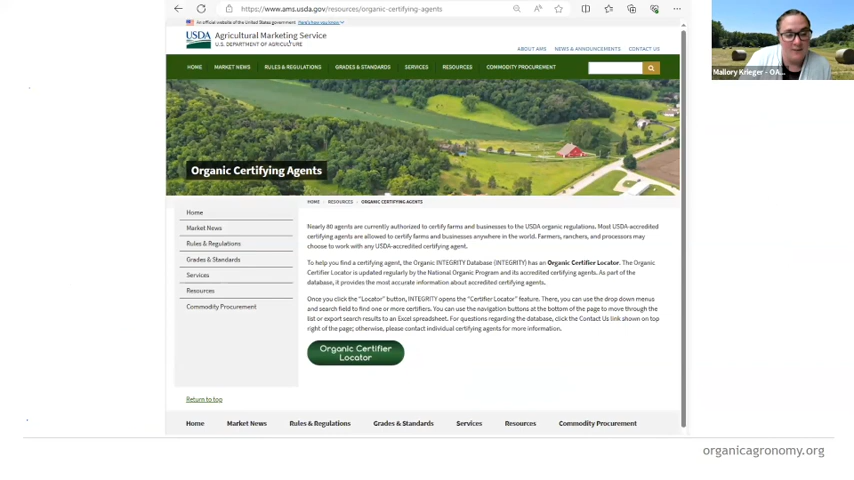 https://www.ams.usda.gov/resources/organic-certifying-agents
An official website of the United States government Here's how you know
USDA Agricultural Marketing Service
U.S. DEPARTMENT OF AGRICULTURE
ABOUT AMS NEWS & ANNOUNCEMENTS CONTACT US
HOME MARKET NEWS RULES & REGULATIONS GRADES & STANDARDS SERVICES RESOURCES COMMODITY PROCUREMENT
Mallory Krieger - OA...
Organic Certifying Agents
HOME RESOURCES ORGANIC CERTIFYING AGENTS
Home
Market News
Rules & Regulations
Grades & Standards
Services
Resources
Commodity Procurement
Nearly 80 agents are currently authorized to certify farms and businesses to the USDA organic regulations. Most USDA-accredited
certifying agents are allowed to certify farms and businesses anywhere in the world. Farmers, ranchers, and processors may
choose to work with any USDA-accredited certifying agent.
To help you find a certifying agent, the Organic INTEGRITY Database (INTEGRITY) has an Organic Certifier Locator. The Organic
Certifier Locator is updated regularly by the National Organic Program and its accredited certifying agents. As part of the
database, it provides the most accurate information about accredited certifying agents.
Once you click the "Locator" button, INTEGRITY opens the "Certifier Locator" feature. There, you can use the drop down menus
and search field to find one or more certifiers. You can use the navigation buttons at the bottom of the page to move through the
list or export search results to an Excel spreadsheet. For questions regarding the database, click the Contact Us link shown on top
right of the page; otherwise, please contact individual certifying agents for more information.
Organic Certifier
Locator
Return to top
Home Market News Rules & Regulations Grades & Standards Services Resources Commodity Procurement
organicagronomy.org